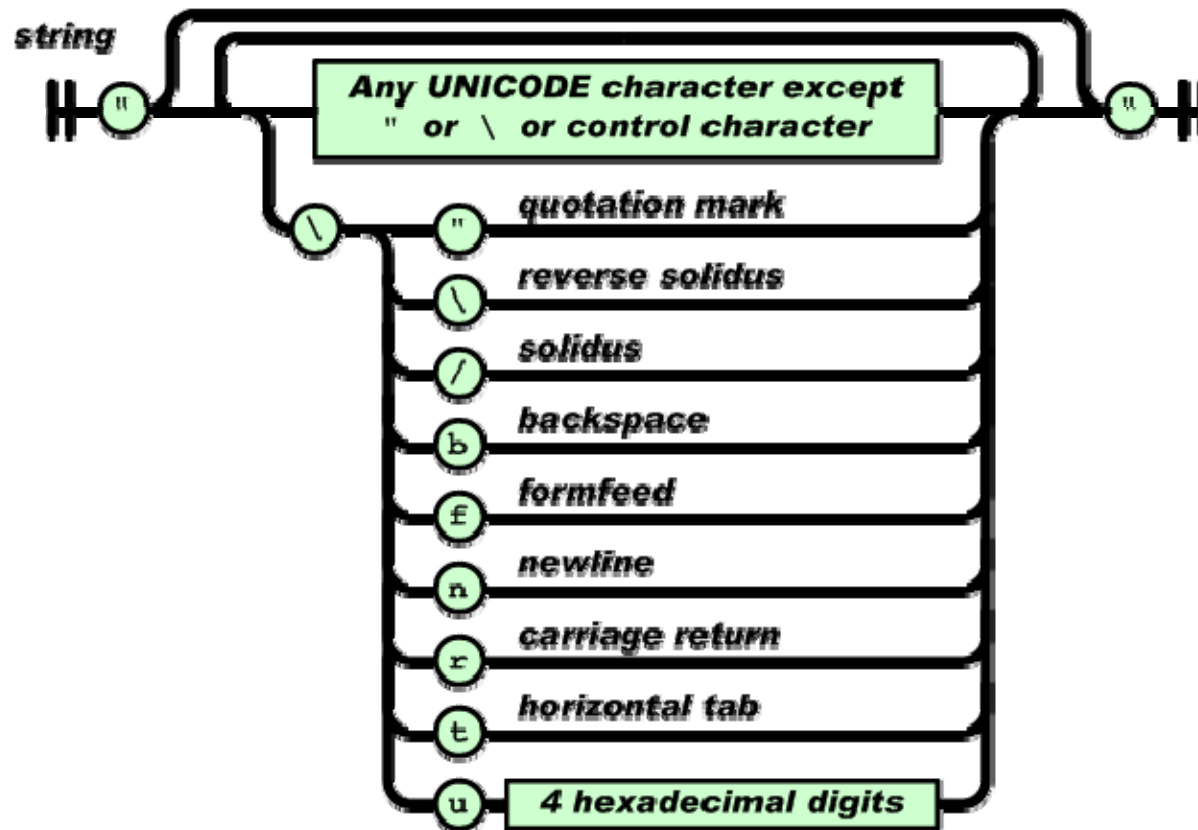 string
" Any UNICODE character except "
" or \ or control character
\ " quotation mark
\ reverse solidus
/ solidus
b backspace
f formfeed
n newline
r carriage return
t horizontal tab
u 4 hexadecimal digits